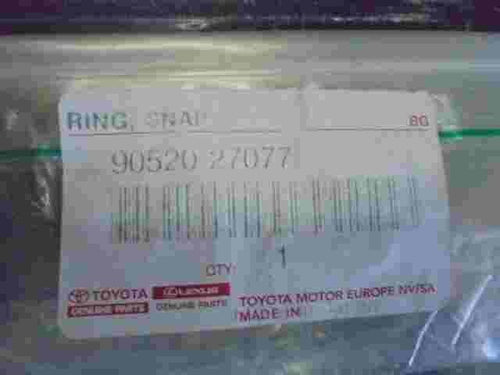 RING, SNAP BG
90520 27077
QTY: 1
TOYOTA LEXUS
GENUINE PARTS GENUINE PARTS TOYOTA MOTOR EUROPE NV/SA
MADE IN